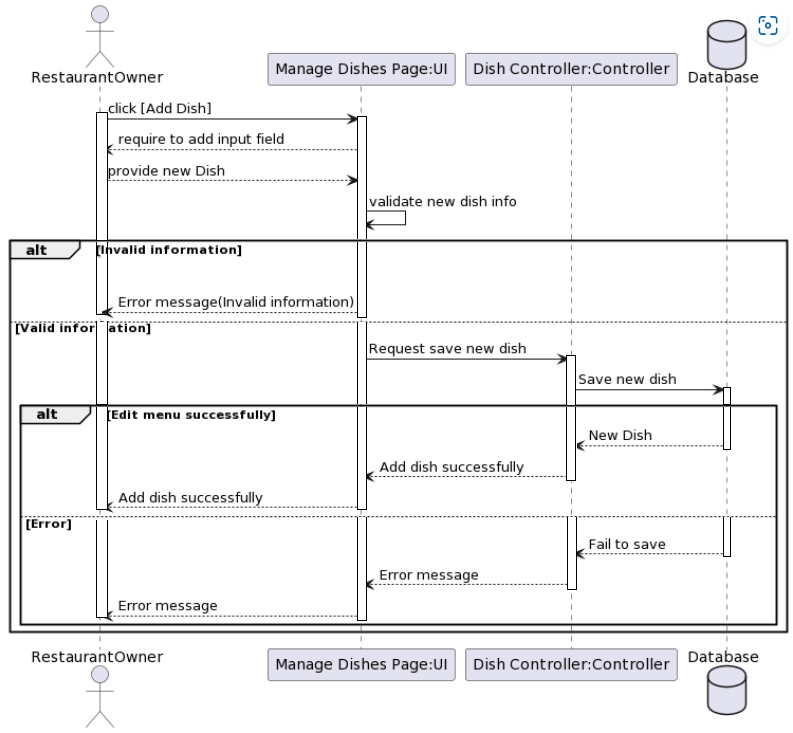 RestaurantOwner
Manage Dishes Page:UI
Dish Controller:Controller
Database
click [Add Dish]
require to add input field
provide new Dish
validate new dish info
alt
[Invalid information]
Error message(Invalid information)
[Valid information]
Request save new dish
Save new dish
alt
[Edit menu successfully]
New Dish
Add dish successfully
Add dish successfully
[Error]
Fail to save
Error message
Error message
RestaurantOwner
Manage Dishes Page:UI
Dish Controller:Controller
Database